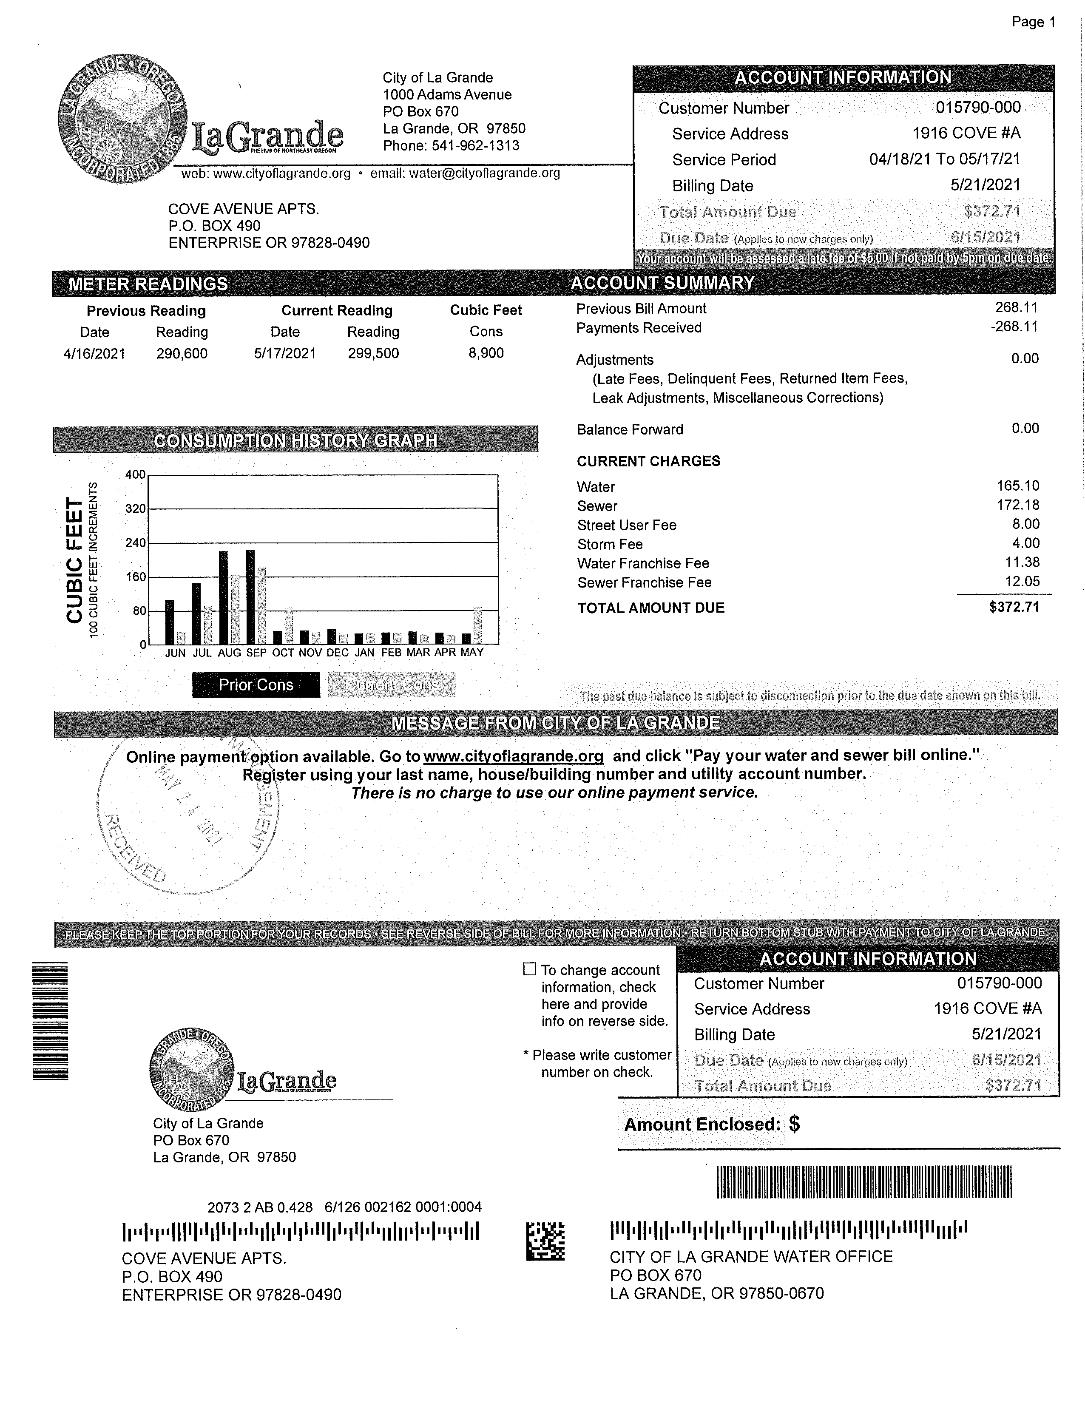 Page 1
LA GRANDE • OREGON
INCORPORATED 1865
LaGrande
THE HUB OF NORTHEAST OREGON
City of La Grande
1000 Adams Avenue
PO Box 670
La Grande, OR 97850
Phone: 541-962-1313
web: www.cityoflagrande.org • email: water@cityoflagrande.org
COVE AVENUE APTS.
P.O. BOX 490
ENTERPRISE OR 97828-0490
ACCOUNT INFORMATION
Customer Number 015790-000
Service Address 1916 COVE #A
Service Period 04/18/21 To 05/17/21
Billing Date 5/21/2021
Total Amount Due $372.71
Due Date (Applies to new charges only) 6/15/2021
Your account will be assessed a late fee of $5.00 if not paid by 5pm on due date.
METER READINGS
Previous Reading Current Reading Cubic Feet
Date Reading Date Reading Cons
4/16/2021 290,600 5/17/2021 299,500 8,900
ACCOUNT SUMMARY
Previous Bill Amount 268.11
Payments Received -268.11
Adjustments 0.00
(Late Fees, Delinquent Fees, Returned Item Fees,
Leak Adjustments, Miscellaneous Corrections)
Balance Forward 0.00
CURRENT CHARGES
Water 165.10
Sewer 172.18
Street User Fee 8.00
Storm Fee 4.00
Water Franchise Fee 11.38
Sewer Franchise Fee 12.05
TOTAL AMOUNT DUE $372.71
The past due balance is subject to disconnection prior to the due date shown on this bill.
CONSUMPTION HISTORY GRAPH
CUBIC FEET
100 CUBIC FEET INCREMENTS
400
320
240
160
80
0
JUN JUL AUG SEP OCT NOV DEC JAN FEB MAR APR MAY
Prior Cons
MESSAGE FROM CITY OF LA GRANDE
Online payment option available. Go to www.cityoflagrande.org and click "Pay your water and sewer bill online."
Register using your last name, house/building number and utility account number.
There is no charge to use our online payment service.
MAY 24 2021
RECEIVED
PLEASE KEEP THE TOP PORTION FOR YOUR RECORDS • SEE REVERSE SIDE OF BILL FOR MORE INFORMATION • RETURN BOTTOM STUB WITH PAYMENT TO CITY OF LA GRANDE
To change account
information, check
here and provide
info on reverse side.
* Please write customer
number on check.
ACCOUNT INFORMATION
Customer Number 015790-000
Service Address 1916 COVE #A
Billing Date 5/21/2021
Due Date (Applies to new charges only) 6/15/2021
Total Amount Due $372.71
Amount Enclosed: $
LaGrande
City of La Grande
PO Box 670
La Grande, OR 97850
2073 2 AB 0.428 6/126 002162 0001:0004
COVE AVENUE APTS.
P.O. BOX 490
ENTERPRISE OR 97828-0490
CITY OF LA GRANDE WATER OFFICE
PO BOX 670
LA GRANDE, OR 97850-0670